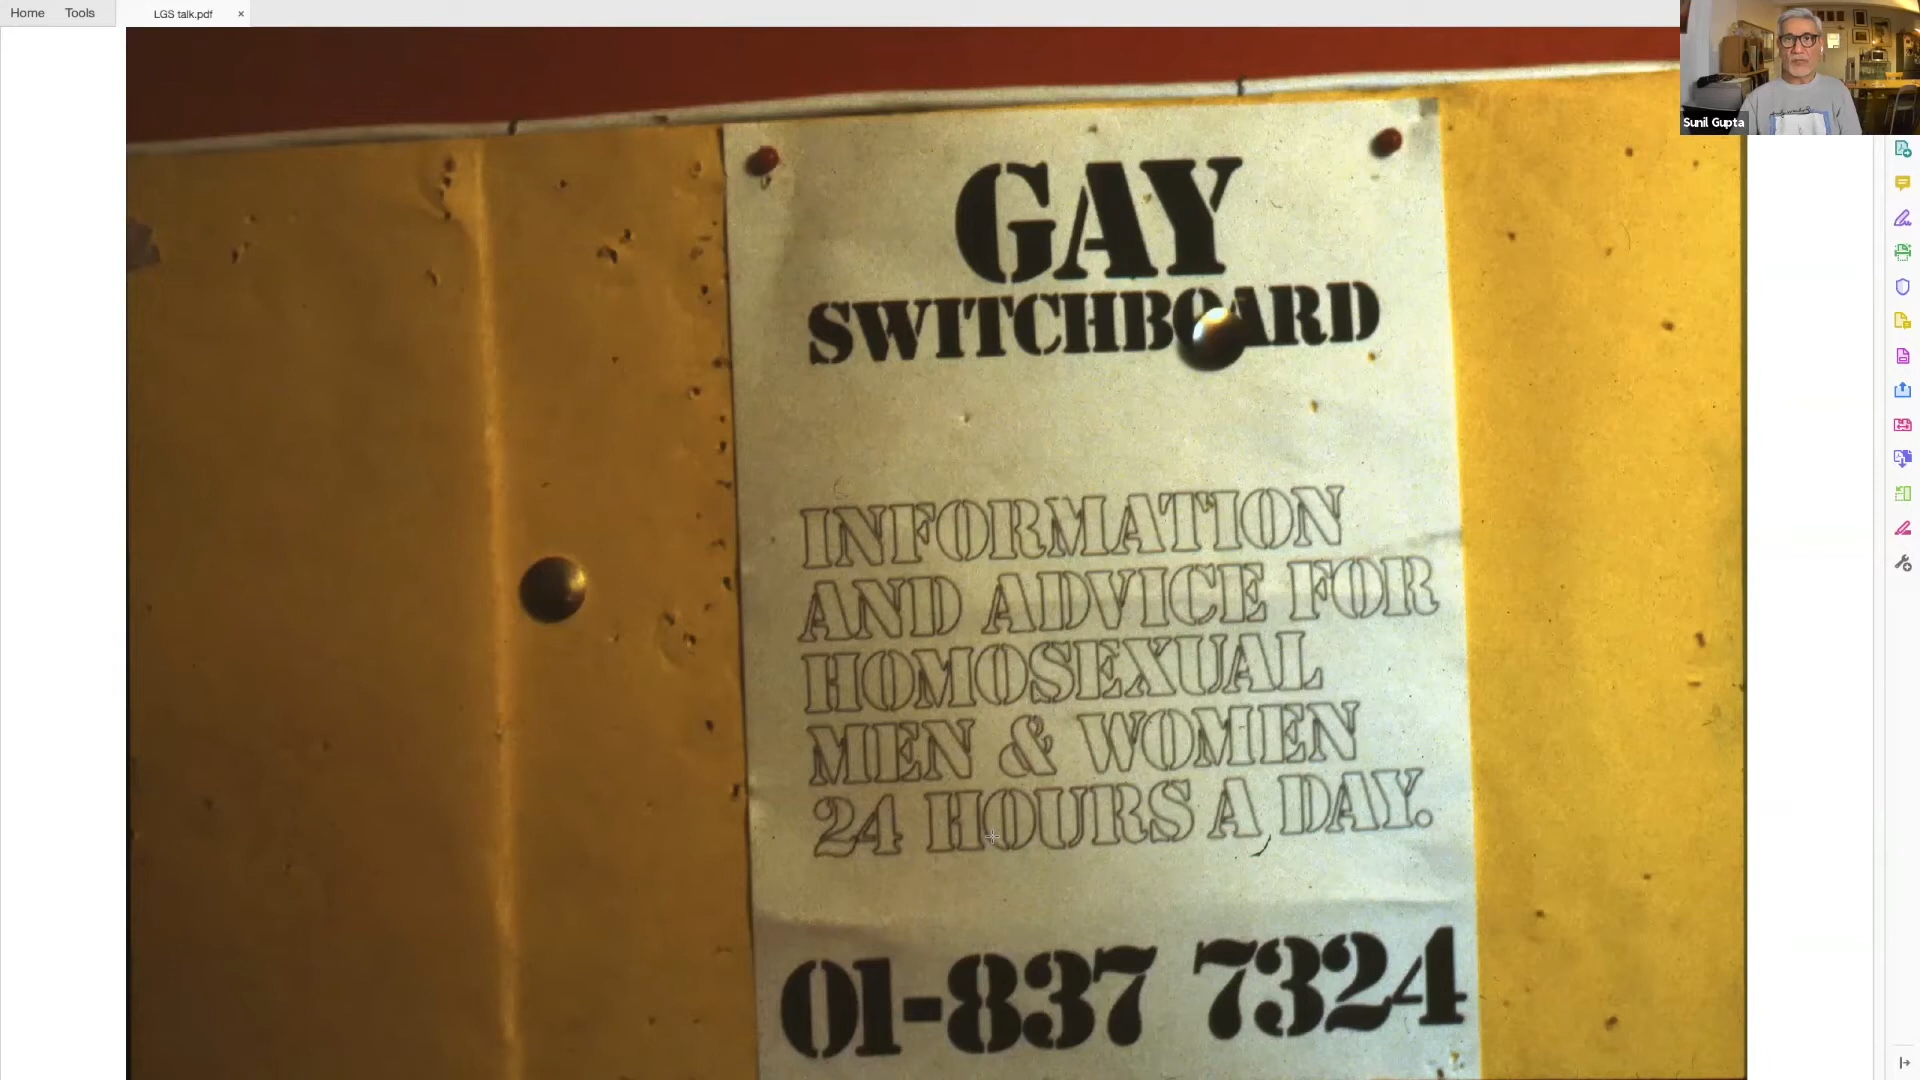 Home Tools LGS talk.pdf ×
Sunil Gupta
GAY
SWITCHBOARD
INFORMATION
AND ADVICE FOR
HOMOSEXUAL
MEN & WOMEN
24 HOURS A DAY.
01-837 7324